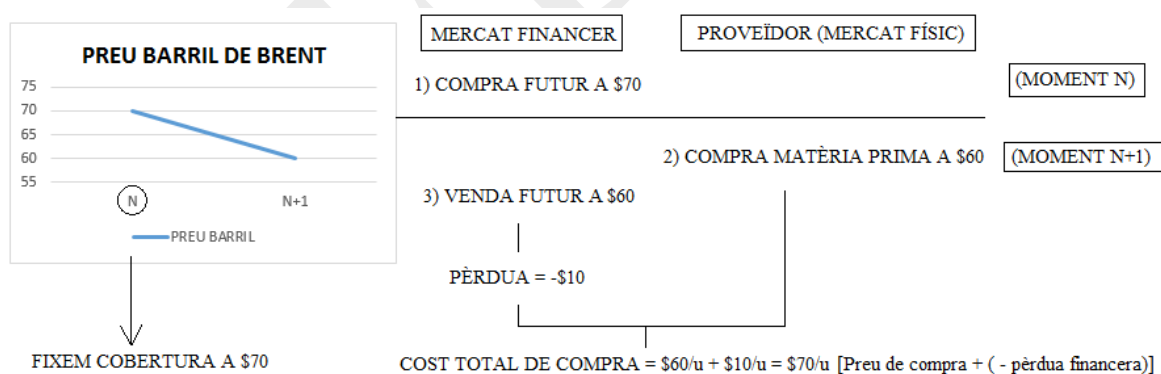 PREU BARRIL DE BRENT
75
70
65
60
55
N
N+1
PREU BARRIL
FIXEM COBERTURA A $70
MERCAT FINANCER
PROVEÏDOR (MERCAT FÍSIC)
1) COMPRA FUTUR A $70
(MOMENT N)
2) COMPRA MATÈRIA PRIMA A $60
(MOMENT N+1)
3) VENDA FUTUR A $60
PÈRDUA = -$10
COST TOTAL DE COMPRA = $60/u + $10/u = $70/u [Preu de compra + ( - pèrdua financera)]